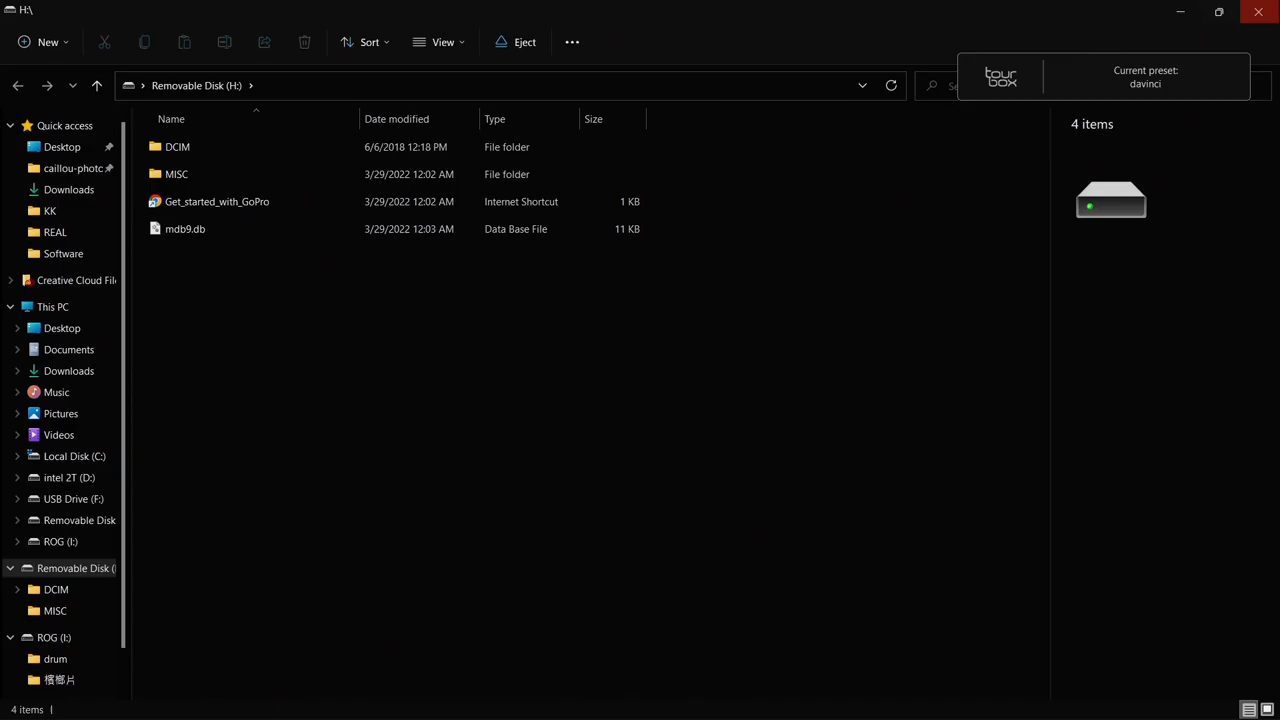 H:\
New
Sort
View
Eject
Removable Disk (H:)
tour box
Current preset:
davinci
Name Date modified Type Size
DCIM 6/6/2018 12:18 PM File folder
MISC 3/29/2022 12:02 AM File folder
Get_started_with_GoPro 3/29/2022 12:02 AM Internet Shortcut 1 KB
mdb9.db 3/29/2022 12:03 AM Data Base File 11 KB
4 items
Quick access
Desktop
caillou-photo
Downloads
KK
REAL
Software
Creative Cloud File
This PC
Desktop
Documents
Downloads
Music
Pictures
Videos
Local Disk (C:)
intel 2T (D:)
USB Drive (F:)
Removable Disk
ROG (I:)
Removable Disk (
DCIM
MISC
ROG (I:)
drum
檳榔片
4 items